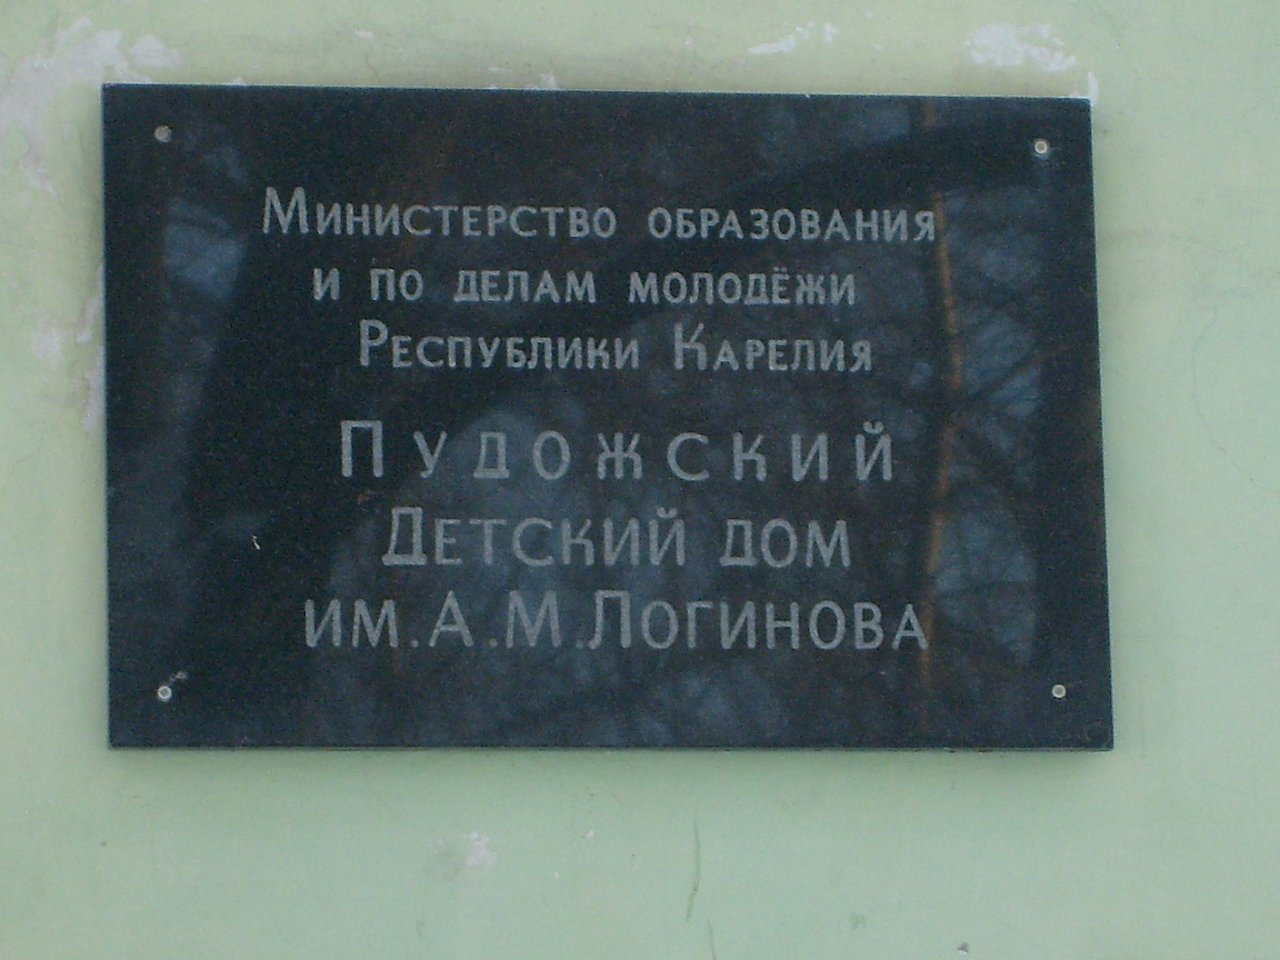 Министерство образования
и по делам молодёжи
Республики Карелия
Пудожский
Детский дом
им. А. М. Логинова